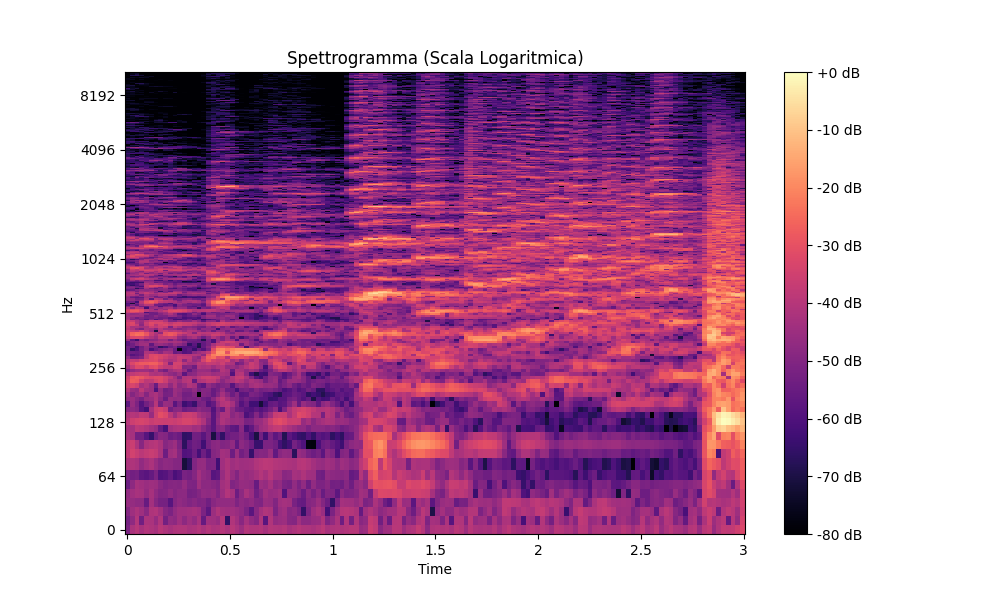 Spettrogramma (Scala Logaritmica)
8192
4096
2048
1024
512
256
128
64
0
Hz
0
0.5
1
1.5
2
2.5
3
Time
+0 dB
-10 dB
-20 dB
-30 dB
-40 dB
-50 dB
-60 dB
-70 dB
-80 dB